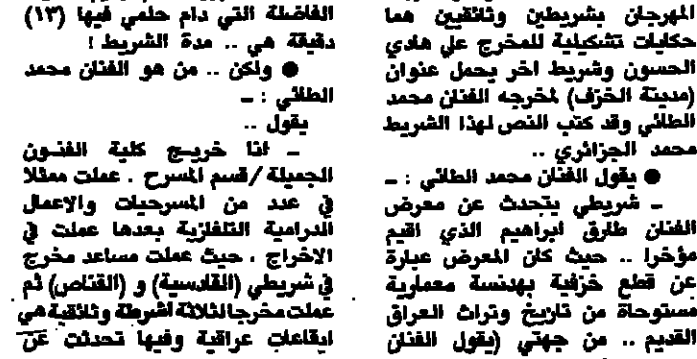 المهرجان بشريطين وثائقيين هما
حكايات تشكيلية للمخرج علي هادي
الحسون وشريط اخر يحمل عنوان
(مدينة الخزف) لمخرجه الفنان محمد
الطائي وقد كتب النص لهذا الشريط
محمد الجزائري ..
● يقول الفنان محمد الطائي : ـ
ـ شريطي يتحدث عن معرض
الفنان طارق ابراهيم الذي اقيم
مؤخرا .. حيث كان المعرض عبارة
عن قطع خزفية بهندسة معمارية
مستوحاة من تاريخ وتراث العراق
القديم .. من جهتي (يقول الفنان
الفاضلة التي دام حلمي فيها (١٣)
دقيقة هي .. مدة الشريط !
● ولكن .. من هو الفنان محمد
الطائي : ـ
يقول ..
ـ انا خريج كلية الفنون
الجميلة / قسم المسرح . عملت ممثلا
في عدد من المسرحيات والاعمال
الدرامية التلفازية بعدها عملت في
الاخراج ، حيث عملت مساعد مخرج
في شريطي (القادسية) و (القناص) ثم
عملت مخرجا لثلاثة اشرطة وثائقية هي
ايقاعات عراقية وفيها تحدثت عن